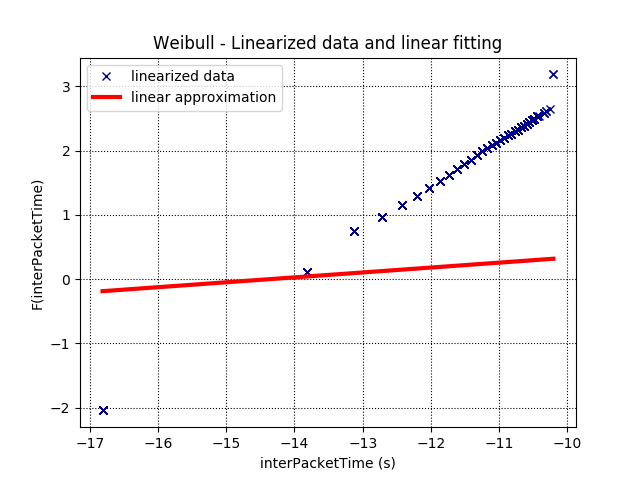 Weibull - Linearized data and linear fitting
linearized data
linear approximation
F(interPacketTime)
3
2
1
0
−1
−2
−17 −16 −15 −14 −13 −12 −11 −10
interPacketTime (s)